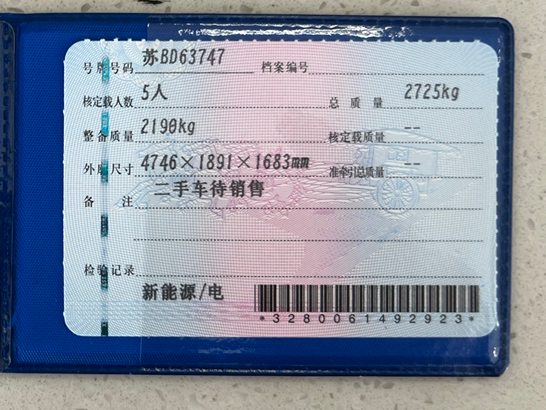 号牌号码 苏BD63747 档案编号
核定载人数 5人 总质量 2725kg
整备质量 2190kg 核定载质量 --
外廓尺寸 4746×1891×1683mm 准牵引总质量 --
备注 二手车待销售
检验记录
新能源/电
*3280061492923*